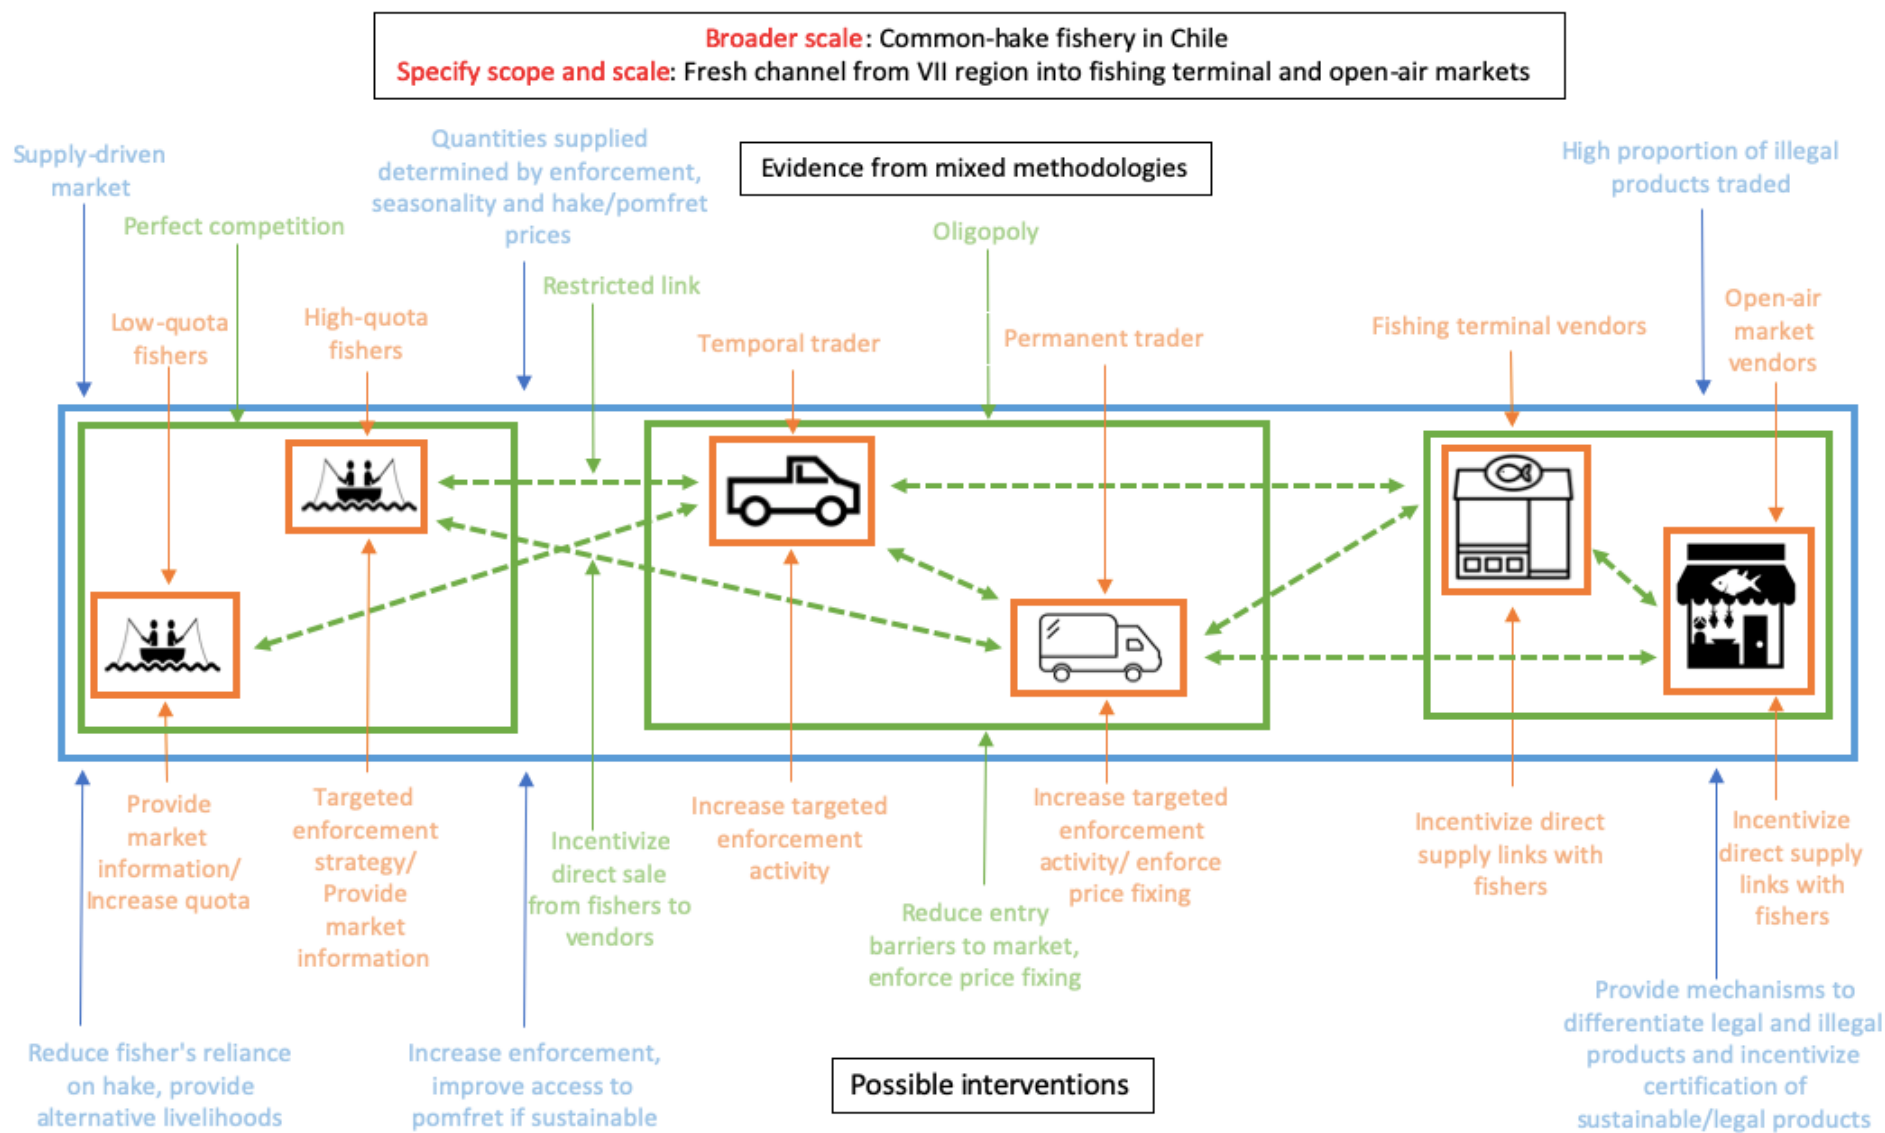 Broader scale: Common-hake fishery in Chile
Specify scope and scale: Fresh channel from VII region into fishing terminal and open-air markets
Evidence from mixed methodologies
Supply-driven
market
Perfect competition
Quantities supplied
determined by enforcement,
seasonality and hake/pomfret
prices
Restricted link
Oligopoly
High proportion of illegal
products traded
Low-quota
fishers
High-quota
fishers
Temporal trader
Permanent trader
Fishing terminal vendors
Open-air
market
vendors
Provide
market
information/
Increase quota
Targeted
enforcement
strategy/
Provide
market
information
Incentivize
direct sale
from fishers to
vendors
Increase targeted
enforcement
activity
Reduce entry
barriers to market,
enforce price fixing
Increase targeted
enforcement
activity/ enforce
price fixing
Incentivize direct
supply links with
fishers
Incentivize
direct supply
links with
fishers
Reduce fisher's reliance
on hake, provide
alternative livelihoods
Increase enforcement,
improve access to
pomfret if sustainable
Possible interventions
Provide mechanisms to
differentiate legal and illegal
products and incentivize
certification of
sustainable/legal products